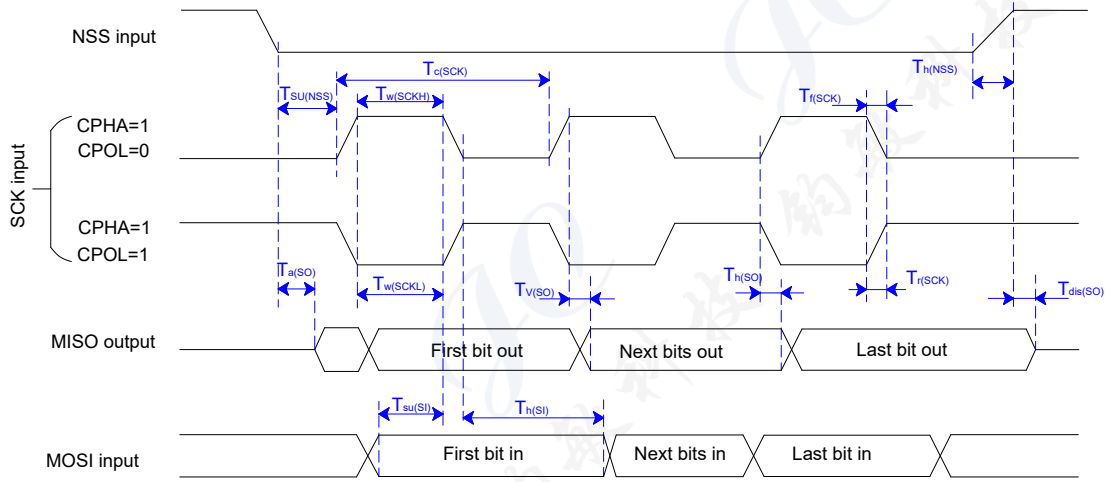 NSS input
Th(NSS)
Tc(SCK)
TSU(NSS)
Tw(SCKH)
Tf(SCK)
SCK input
CPHA=1
CPOL=0
CPHA=1
CPOL=1
Ta(SO)
Tw(SCKL)
TV(SO)
Th(SO)
Tr(SCK)
Tdis(SO)
MISO output
First bit out
Next bits out
Last bit out
Tsu(SI)
Th(SI)
MOSI input
First bit in
Next bits in
Last bit in